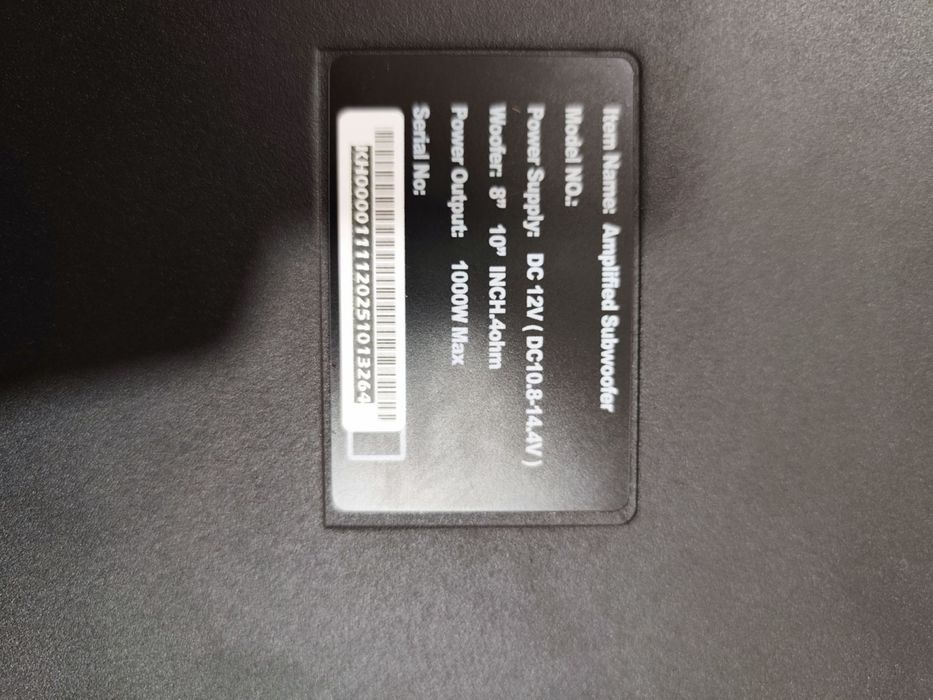 Item Name: Amplified Subwoofer
Model NO.:
Power Supply: DC 12V ( DC10.8-14.4V )
Woofer: 8" 10" INCH.4ohm
Power Output: 1000W Max
Serial No:
KH0000111120251013264